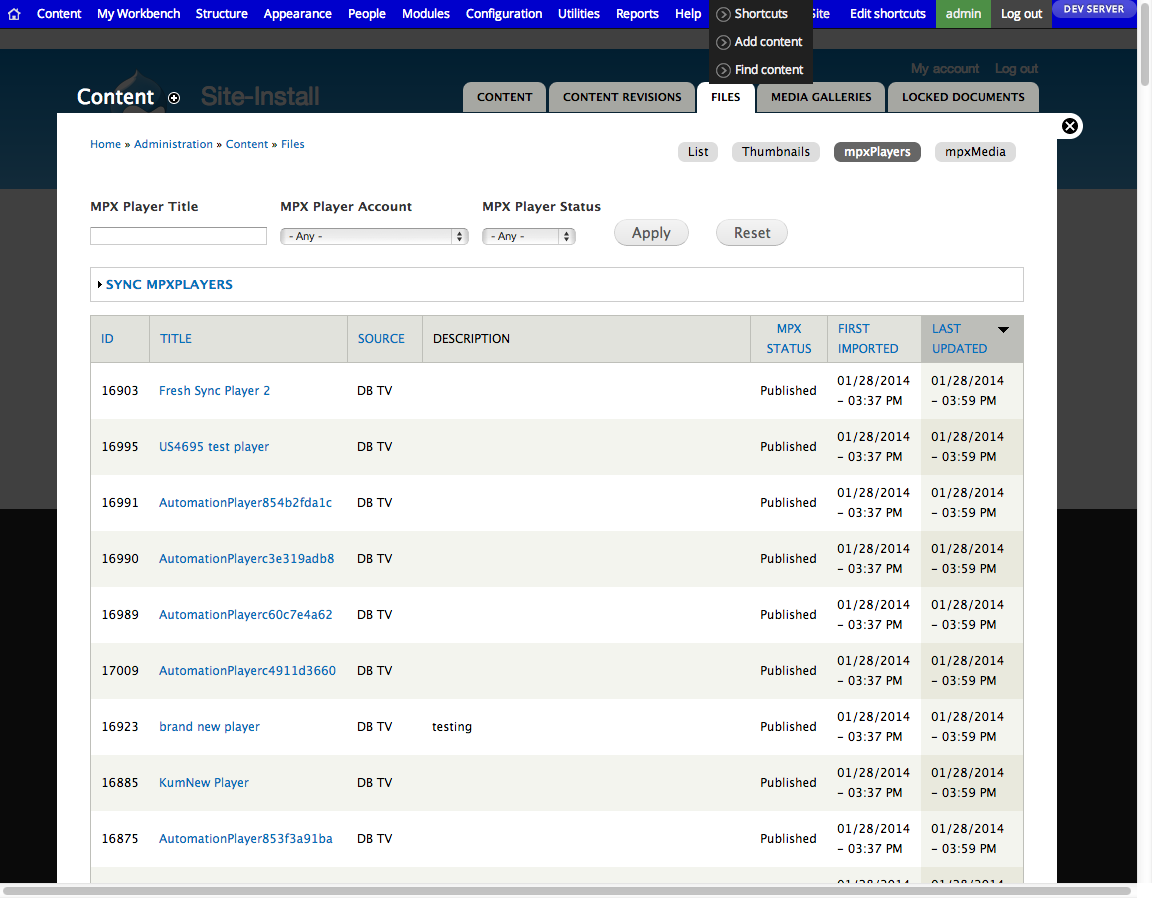 Content My Workbench Structure Appearance People Modules Configuration Utilities Reports Help Shortcuts Site Edit shortcuts admin Log out DEV SERVER
Add content
Find content
My account Log out
Content Site-Install
CONTENT CONTENT REVISIONS FILES MEDIA GALLERIES LOCKED DOCUMENTS
Home » Administration » Content » Files
List Thumbnails mpxPlayers mpxMedia
MPX Player Title MPX Player Account MPX Player Status
- Any - - Any - Apply Reset
SYNC MPXPLAYERS
ID TITLE SOURCE DESCRIPTION MPX STATUS FIRST IMPORTED LAST UPDATED
16903 Fresh Sync Player 2 DB TV Published 01/28/2014 - 03:37 PM 01/28/2014 - 03:59 PM
16995 US4695 test player DB TV Published 01/28/2014 - 03:37 PM 01/28/2014 - 03:59 PM
16991 AutomationPlayer854b2fda1c DB TV Published 01/28/2014 - 03:37 PM 01/28/2014 - 03:59 PM
16990 AutomationPlayerc3e319adb8 DB TV Published 01/28/2014 - 03:37 PM 01/28/2014 - 03:59 PM
16989 AutomationPlayerc60c7e4a62 DB TV Published 01/28/2014 - 03:37 PM 01/28/2014 - 03:59 PM
17009 AutomationPlayerc4911d3660 DB TV Published 01/28/2014 - 03:37 PM 01/28/2014 - 03:59 PM
16923 brand new player DB TV testing Published 01/28/2014 - 03:37 PM 01/28/2014 - 03:59 PM
16885 KumNew Player DB TV Published 01/28/2014 - 03:37 PM 01/28/2014 - 03:59 PM
16875 AutomationPlayer853f3a91ba DB TV Published 01/28/2014 - 03:37 PM 01/28/2014 - 03:59 PM